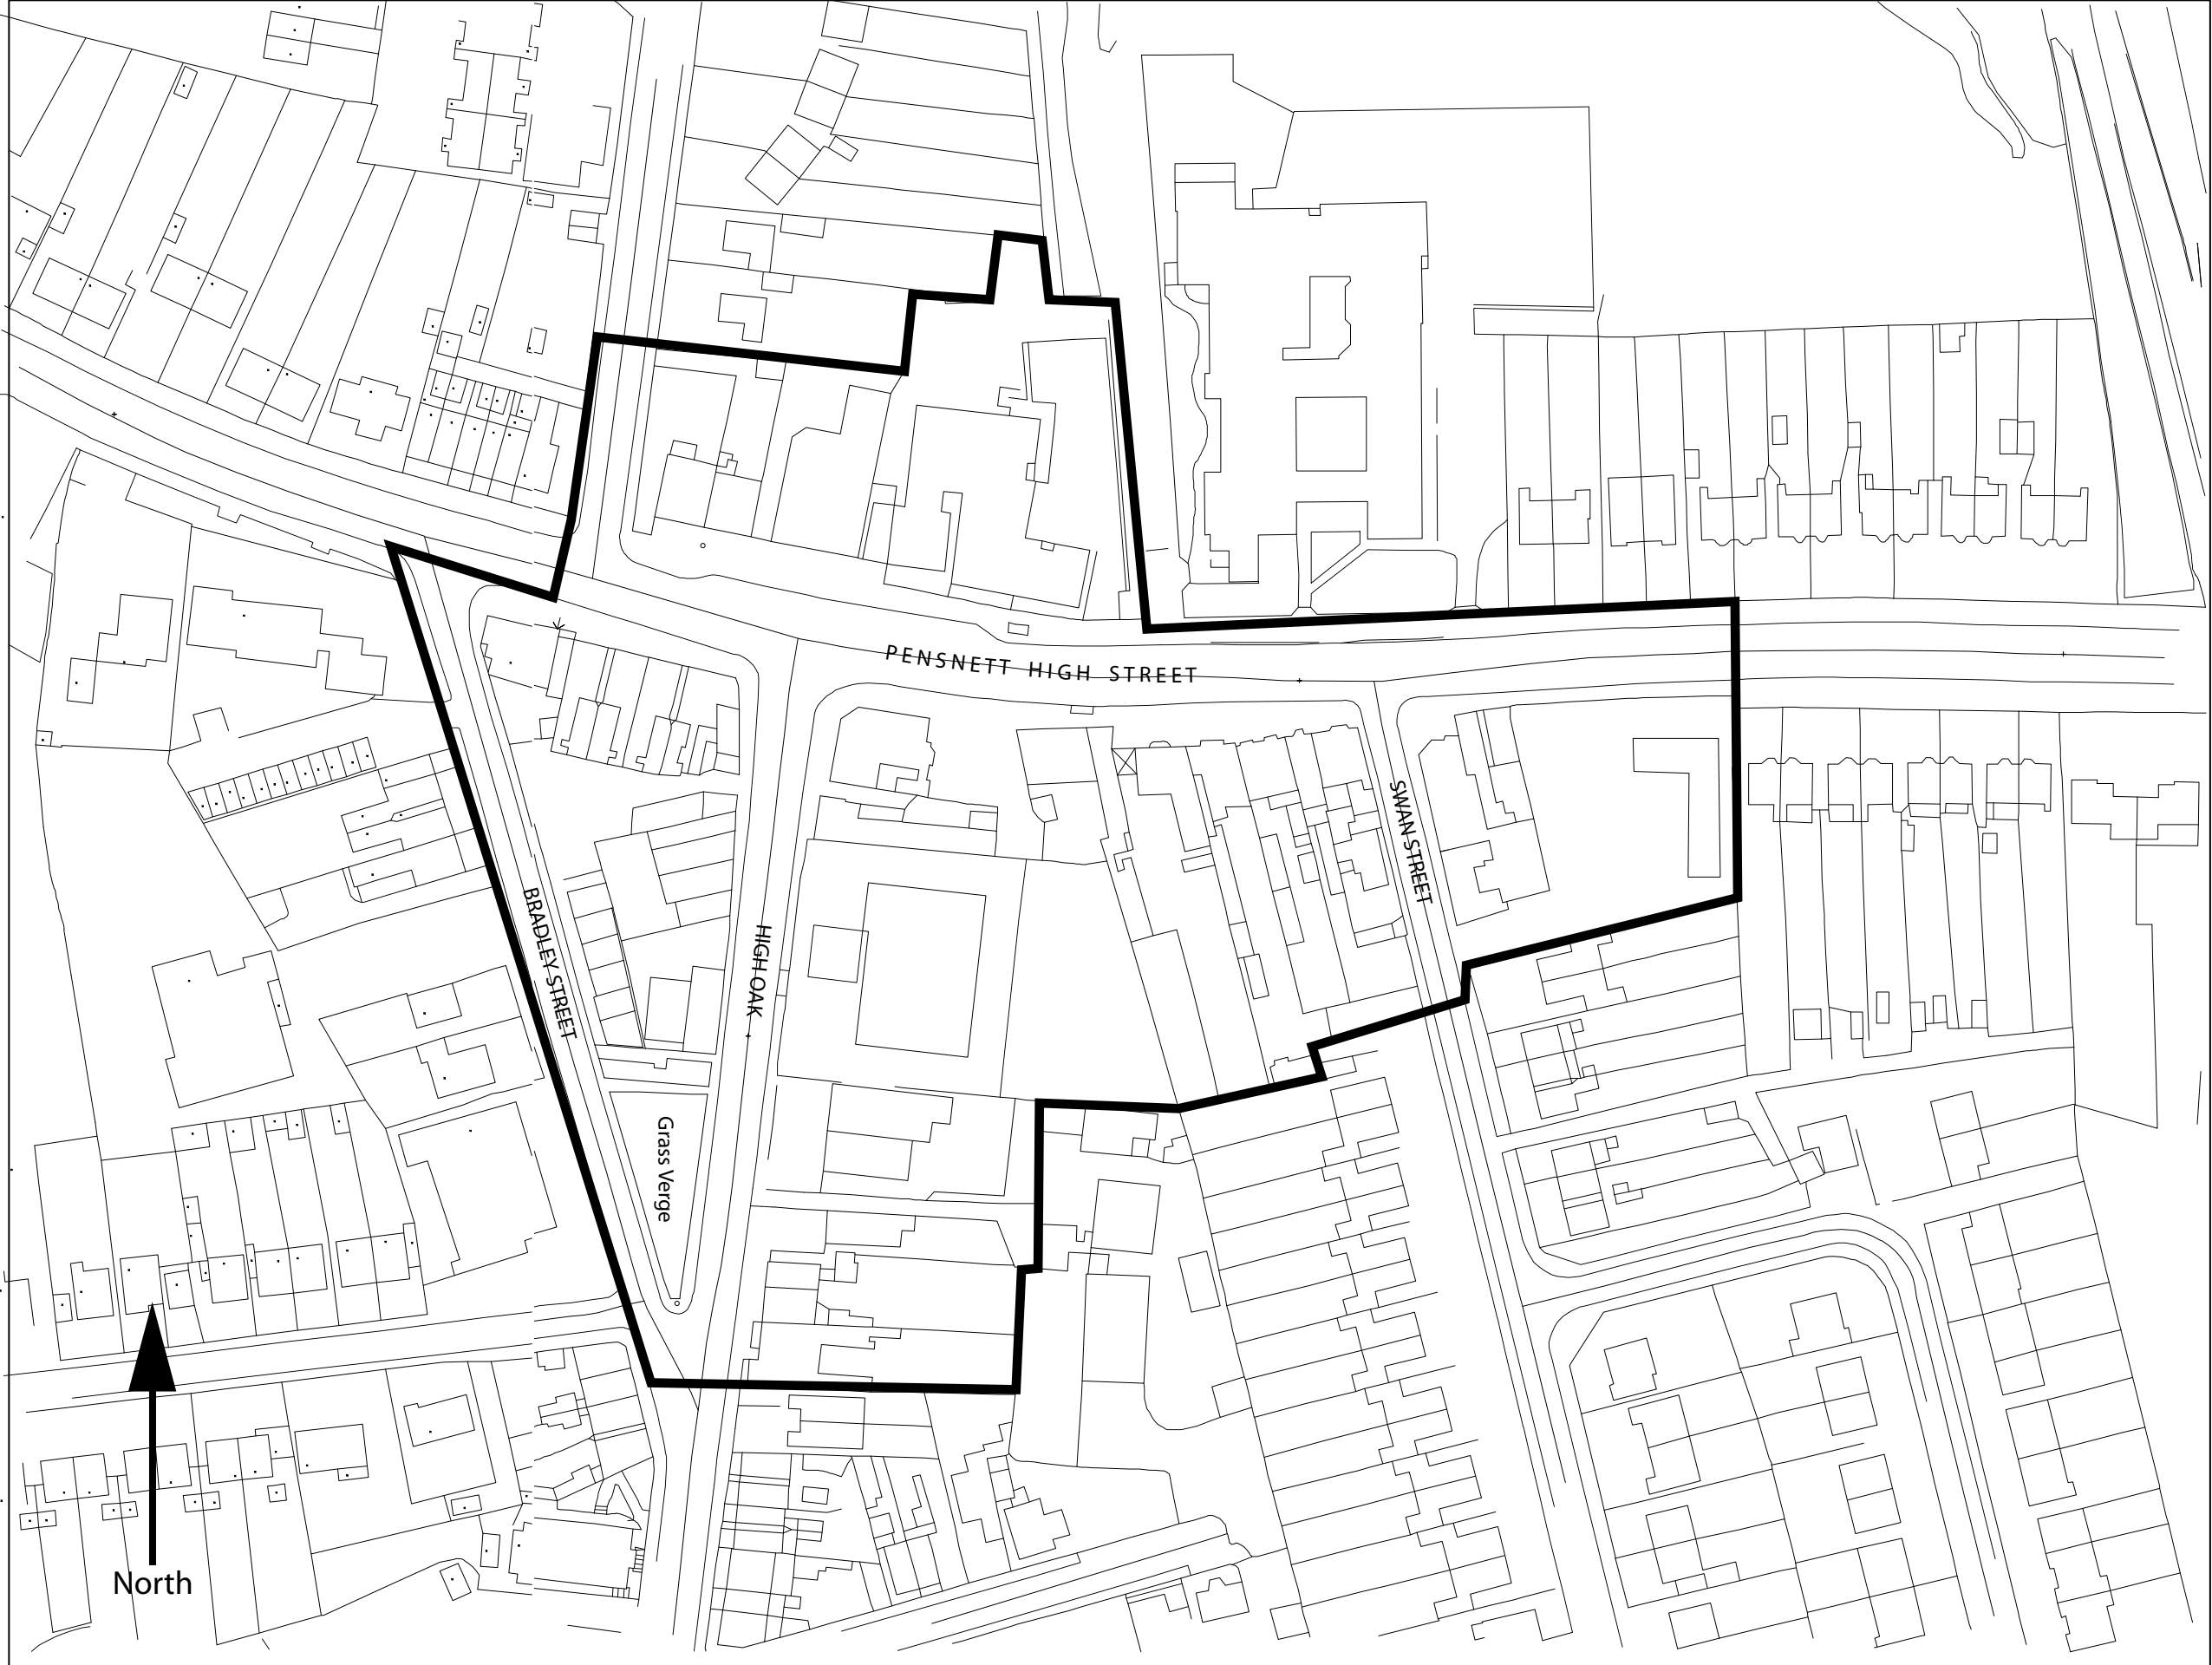 PENSNETT HIGH STREET
SWAN STREET
BRADLEY STREET
HIGH OAK
Grass Verge
North